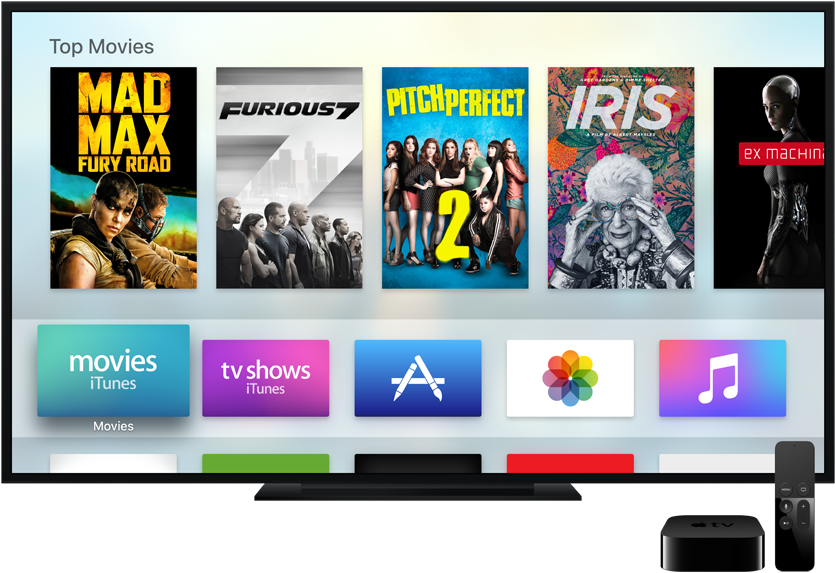 Top Movies
MAD
MAX
FURY ROAD
FURIOUS 7
PITCH PERFECT
2
IRIS
A FILM BY ALBERT MAYSLES
ex machina
movies
iTunes
tv shows
iTunes
Movies
tv
MENU